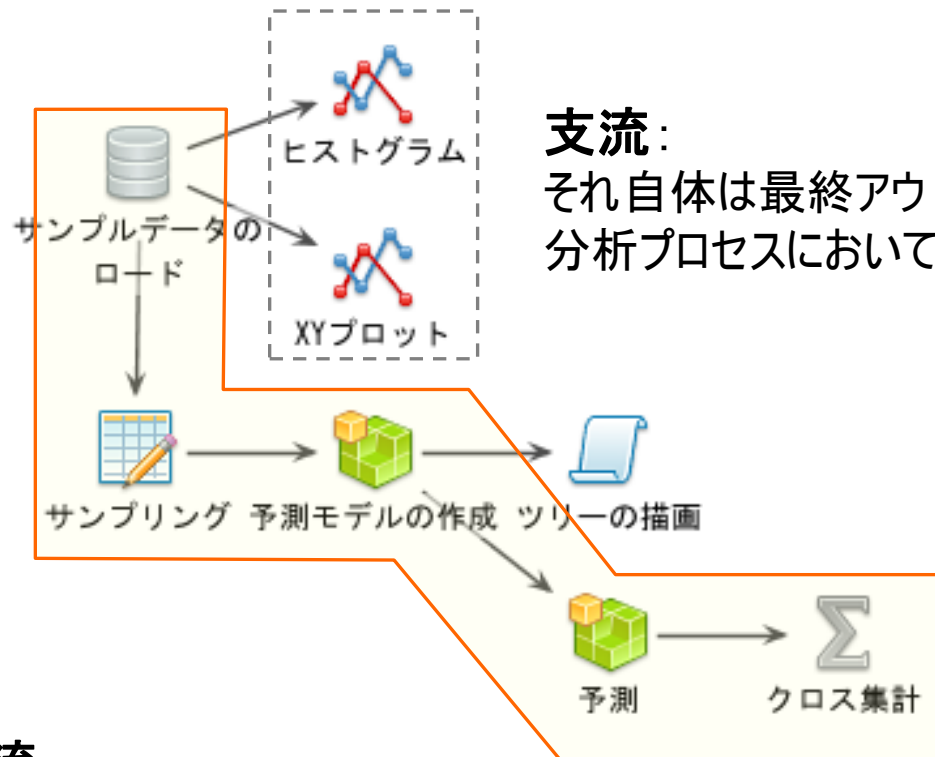 ヒストグラム
支流:
それ自体は最終アウ
分析プロセスにおいて
サンプルデータの
ロード
XYプロット
サンプリング
予測モデルの作成
ツリーの描画
予測
クロス集計